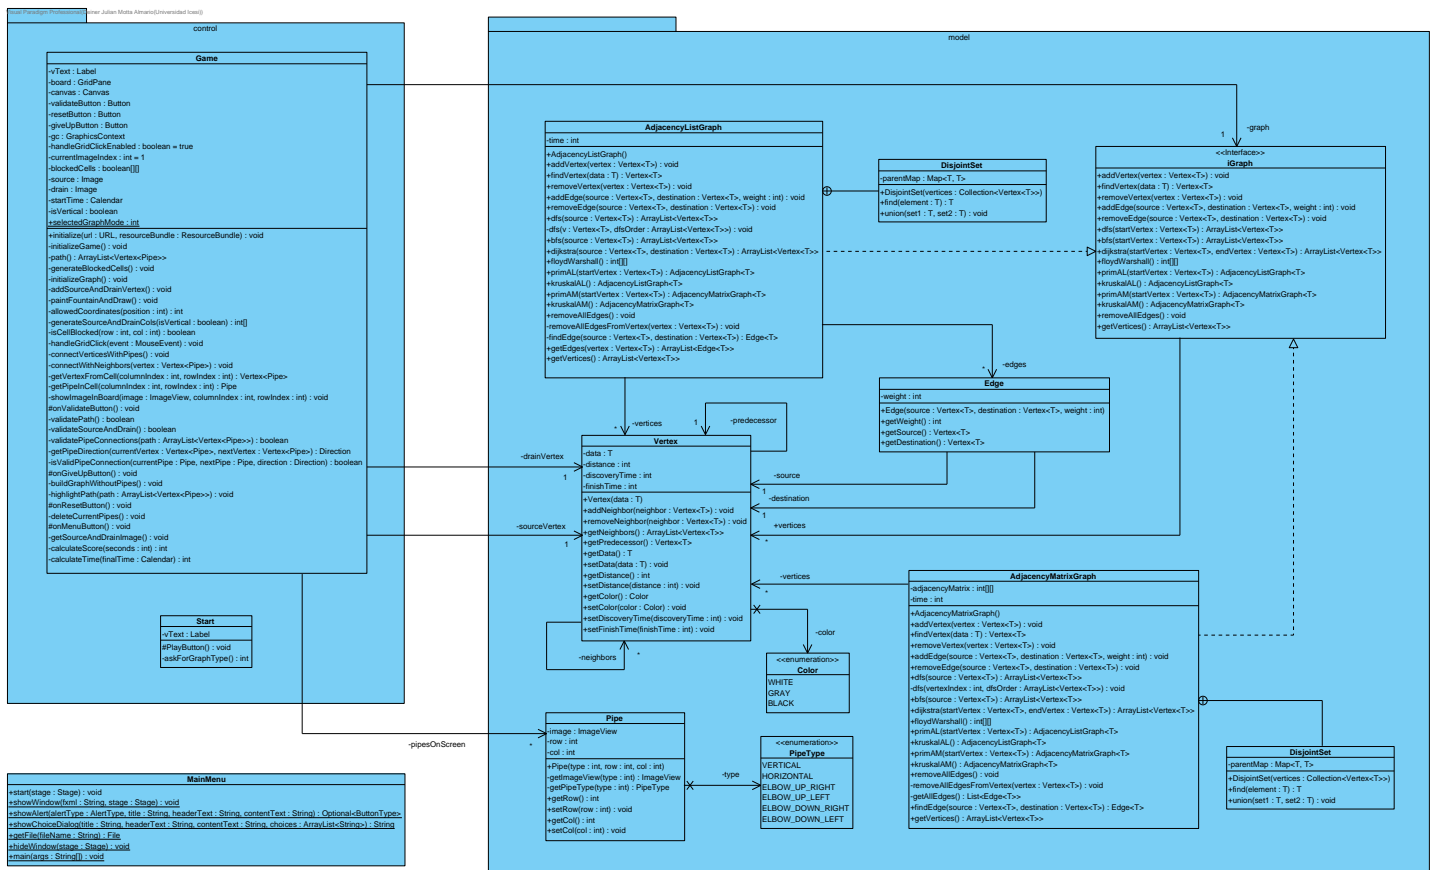 Visual Paradigm Professional(Geiner Julian Motta Almario(Universidad Icesi))
control
Game
-vText : Label
-board : GridPane
-canvas : Canvas
-validateButton : Button
-resetButton : Button
-giveUpButton : Button
-gc : GraphicsContext
-handleGridClickEnabled : boolean = true
-currentImageIndex : int = 1
-blockedCells : boolean[][]
-source : Image
-drain : Image
-startTime : Calendar
-isVertical : boolean
+selectedGraphMode : int
+initialize(url : URL, resourceBundle : ResourceBundle) : void
-initializeGame() : void
-path() : ArrayList<Vertex<Pipe>>
-generateBlockedCells() : void
-initializeGraph() : void
-addSourceAndDrainVertex() : void
-paintFountainAndDraw() : void
-allowedCoordinates(position : int) : int
-generateSourceAndDrainCols(isVertical : boolean) : int[]
-isCellBlocked(row : int, col : int) : boolean
-handleGridClick(event : MouseEvent) : void
-connectVerticesWithPipes() : void
-connectWithNeighbors(vertex : Vertex<Pipe>) : void
-getVertexFromCell(columnIndex : int, rowIndex : int) : Vertex<Pipe>
-getPipeInCell(columnIndex : int, rowIndex : int) : Pipe
-showImageInBoard(image : ImageView, columnIndex : int, rowIndex : int) : void
#onValidateButton() : void
-validatePath() : boolean
-validateSourceAndDrain() : boolean
-validatePipeConnections(path : ArrayList<Vertex<Pipe>>) : boolean
-getPipeDirection(currentVertex : Vertex<Pipe>, nextVertex : Vertex<Pipe>) : Direction
-isValidPipeConnection(currentPipe : Pipe, nextPipe : Pipe, direction : Direction) : boolean
#onGiveUpButton() : void
-buildGraphWithoutPipes() : void
-highlightPath(path : ArrayList<Vertex<Pipe>>) : void
#onResetButton() : void
-deleteCurrentPipes() : void
#onMenuButton() : void
-getSourceAndDrainImage() : void
-calculateScore(seconds : int) : int
-calculateTime(finalTime : Calendar) : int
Start
-vText : Label
#PlayButton() : void
-askForGraphType() : int
MainMenu
+start(stage : Stage) : void
+showWindow(fxml : String, stage : Stage) : void
+showAlert(alertType : AlertType, title : String, headerText : String, contentText : String) : Optional<ButtonType>
+showChoiceDialog(title : String, headerText : String, contentText : String, choices : ArrayList<String>) : String
+getFile(fileName : String) : File
+hideWindow(stage : Stage) : void
+main(args : String[]) : void
model
AdjacencyListGraph
-time : int
+AdjacencyListGraph()
+addVertex(vertex : Vertex<T>) : void
+findVertex(data : T) : Vertex<T>
+removeVertex(vertex : Vertex<T>) : void
+addEdge(source : Vertex<T>, destination : Vertex<T>, weight : int) : void
+removeEdge(source : Vertex<T>, destination : Vertex<T>) : void
+dfs(source : Vertex<T>) : ArrayList<Vertex<T>>
-dfs(v : Vertex<T>, dfsOrder : ArrayList<Vertex<T>>) : void
+bfs(source : Vertex<T>) : ArrayList<Vertex<T>>
+dijkstra(source : Vertex<T>, destination : Vertex<T>) : ArrayList<Vertex<T>>
+floydWarshall() : int[][]
+primAL(startVertex : Vertex<T>) : AdjacencyListGraph<T>
+kruskalAL() : AdjacencyListGraph<T>
+primAM(startVertex : Vertex<T>) : AdjacencyMatrixGraph<T>
+kruskalAM() : AdjacencyMatrixGraph<T>
+removeAllEdges() : void
-removeAllEdgesFromVertex(vertex : Vertex<T>) : void
-findEdge(source : Vertex<T>, destination : Vertex<T>) : Edge<T>
+getEdges(vertex : Vertex<T>) : ArrayList<Edge<T>>
+getVertices() : ArrayList<Vertex<T>>
DisjointSet
-parentMap : Map<T, T>
+DisjointSet(vertices : Collection<Vertex<T>>)
+find(element : T) : T
+union(set1 : T, set2 : T) : void
-graph
1
<<Interface>>
iGraph
+addVertex(vertex : Vertex<T>) : void
+findVertex(data : T) : Vertex<T>
+removeVertex(vertex : Vertex<T>) : void
+addEdge(source : Vertex<T>, destination : Vertex<T>, weight : int) : void
+removeEdge(source : Vertex<T>, destination : Vertex<T>) : void
+dfs(startVertex : Vertex<T>) : ArrayList<Vertex<T>>
+bfs(startVertex : Vertex<T>) : ArrayList<Vertex<T>>
+dijkstra(startVertex : Vertex<T>, endVertex : Vertex<T>) : ArrayList<Vertex<T>>
+floydWarshall() : int[][]
+primAL(startVertex : Vertex<T>) : AdjacencyListGraph<T>
+kruskalAL() : AdjacencyListGraph<T>
+primAM(startVertex : Vertex<T>) : AdjacencyMatrixGraph<T>
+kruskalAM() : AdjacencyMatrixGraph<T>
+removeAllEdges() : void
+getVertices() : ArrayList<Vertex<T>>
-edges
*
Edge
-weight : int
+Edge(source : Vertex<T>, destination : Vertex<T>, weight : int)
+getWeight() : int
+getSource() : Vertex<T>
+getDestination() : Vertex<T>
-vertices
*
-predecessor
1
Vertex
-data : T
-distance : int
-discoveryTime : int
-finishTime : int
+Vertex(data : T)
+addNeighbor(neighbor : Vertex<T>) : void
+removeNeighbor(neighbor : Vertex<T>) : void
+getNeighbors() : ArrayList<Vertex<T>>
+getPredecessor() : Vertex<T>
+getData() : T
+setData(data : T) : void
+getDistance() : int
+setDistance(distance : int) : void
+getColor() : Color
+setColor(color : Color) : void
+setDiscoveryTime(discoveryTime : int) : void
+setFinishTime(finishTime : int) : void
-drainVertex
1
-sourceVertex
1
-source
1
-destination
1
+vertices
*
-vertices
*
-neighbors
*
-color
<<enumeration>>
Color
WHITE
GRAY
BLACK
AdjacencyMatrixGraph
-adjacencyMatrix : int[][]
-time : int
+AdjacencyMatrixGraph()
+addVertex(vertex : Vertex<T>) : void
+findVertex(data : T) : Vertex<T>
+removeVertex(vertex : Vertex<T>) : void
+addEdge(source : Vertex<T>, destination : Vertex<T>, weight : int) : void
+removeEdge(source : Vertex<T>, destination : Vertex<T>) : void
+dfs(source : Vertex<T>) : ArrayList<Vertex<T>>
-dfs(vertexIndex : int, dfsOrder : ArrayList<Vertex<T>>) : void
+bfs(source : Vertex<T>) : ArrayList<Vertex<T>>
+dijkstra(startVertex : Vertex<T>, endVertex : Vertex<T>) : ArrayList<Vertex<T>>
+floydWarshall() : int[][]
+primAL(startVertex : Vertex<T>) : AdjacencyListGraph<T>
+kruskalAL() : AdjacencyListGraph<T>
+primAM(startVertex : Vertex<T>) : AdjacencyMatrixGraph<T>
+kruskalAM() : AdjacencyMatrixGraph<T>
+removeAllEdges() : void
-removeAllEdgesFromVertex(vertex : Vertex<T>) : void
-getAllEdges() : List<Edge<T>>
+findEdge(source : Vertex<T>, destination : Vertex<T>) : Edge<T>
+getVertices() : ArrayList<Vertex<T>>
DisjointSet
-parentMap : Map<T, T>
+DisjointSet(vertices : Collection<Vertex<T>>)
+find(element : T) : T
+union(set1 : T, set2 : T) : void
-pipesOnScreen
*
Pipe
-image : ImageView
-row : int
-col : int
+Pipe(type : int, row : int, col : int)
-getImageView(type : int) : ImageView
-getPipeType(type : int) : PipeType
+getRow() : int
+setRow(row : int) : void
+getCol() : int
+setCol(col : int) : void
-type
<<enumeration>>
PipeType
VERTICAL
HORIZONTAL
ELBOW_UP_RIGHT
ELBOW_UP_LEFT
ELBOW_DOWN_RIGHT
ELBOW_DOWN_LEFT